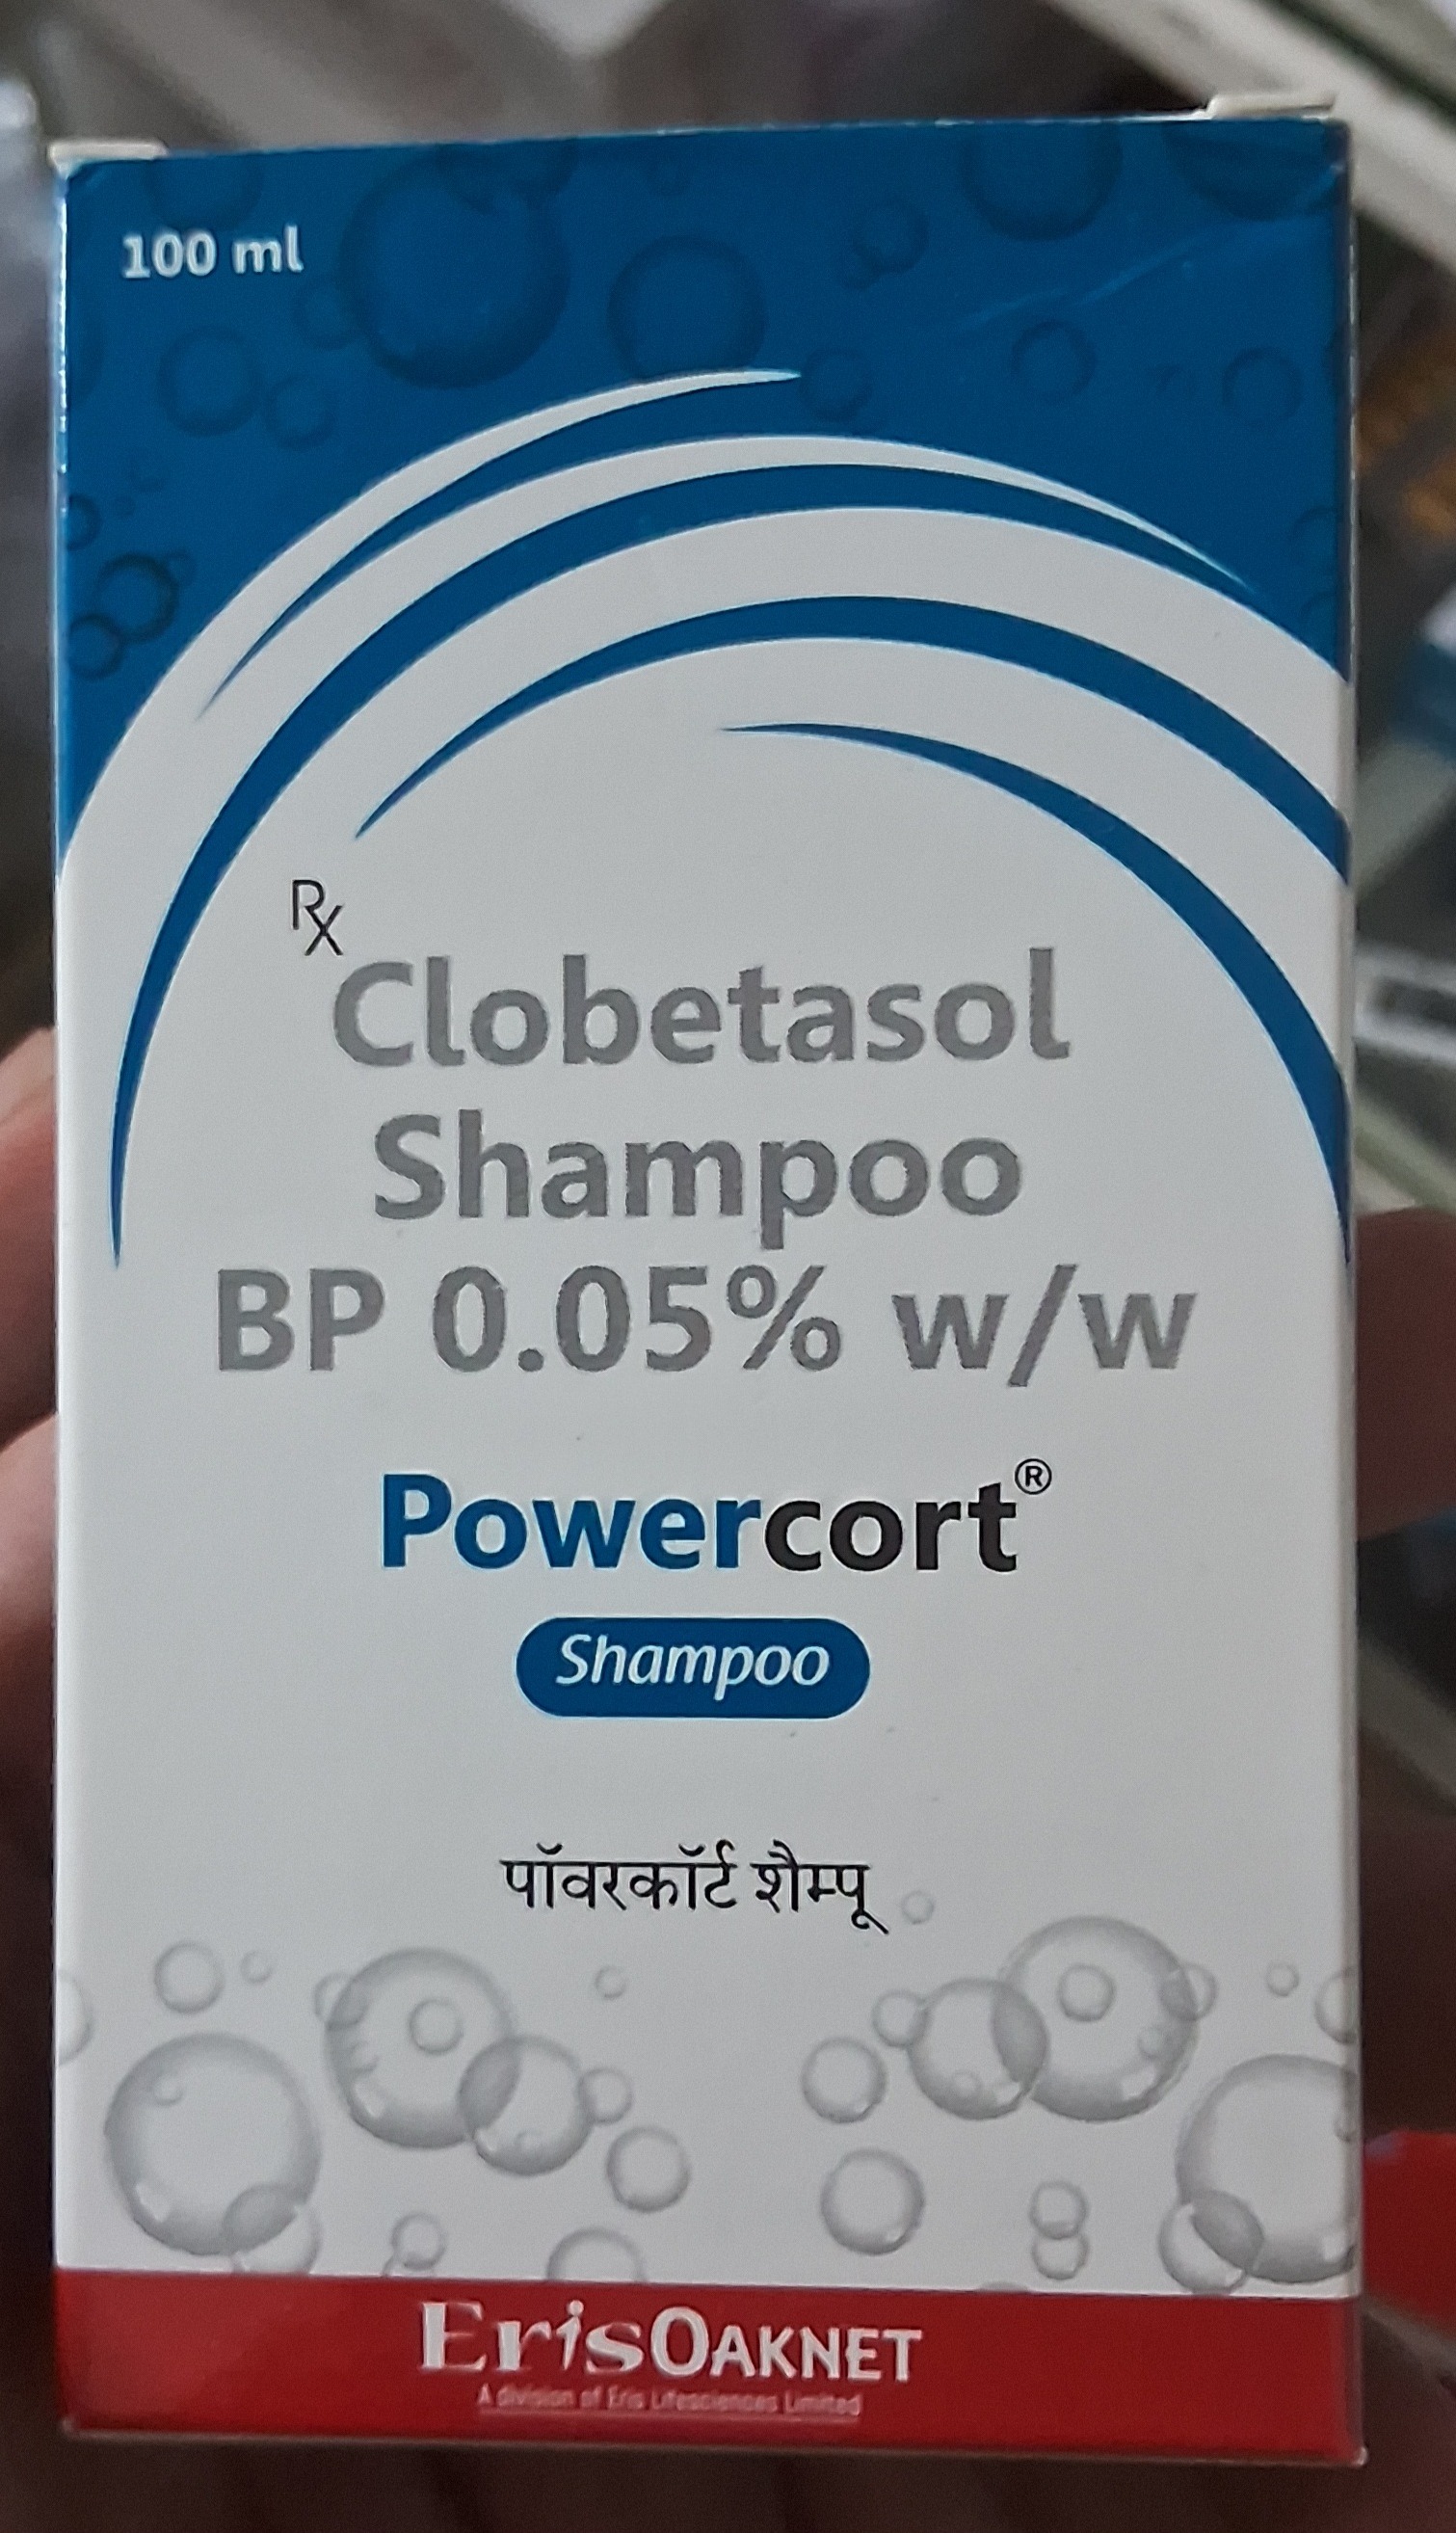 100 ml
Rx
Clobetasol
Shampoo
BP 0.05% w/w
Powercort®
Shampoo
पॉवरकॉर्ट शैम्पू
ErisOAKNET
A division of Eris Lifesciences Limited